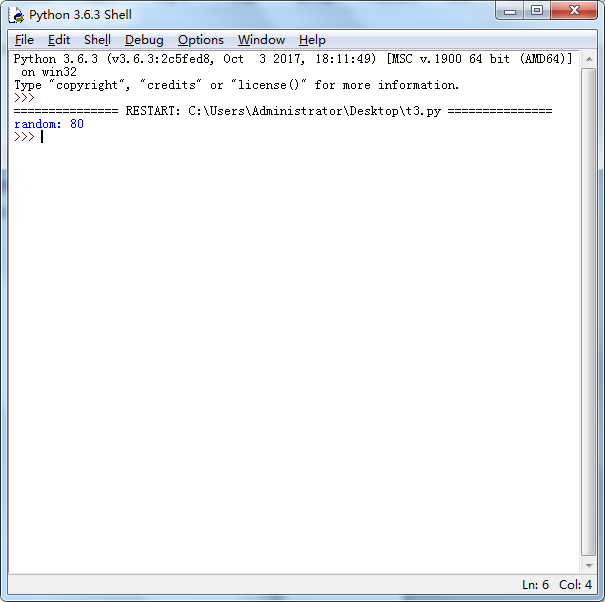 Python 3.6.3 Shell
File Edit Shell Debug Options Window Help
Python 3.6.3 (v3.6.3:2c5fed8, Oct  3 2017, 18:11:49) [MSC v.1900 64 bit (AMD64)]
 on win32
Type "copyright", "credits" or "license()" for more information.
>>>
=============== RESTART: C:\Users\Administrator\Desktop\t3.py ===============
random: 80
>>>
Ln: 6 Col: 4